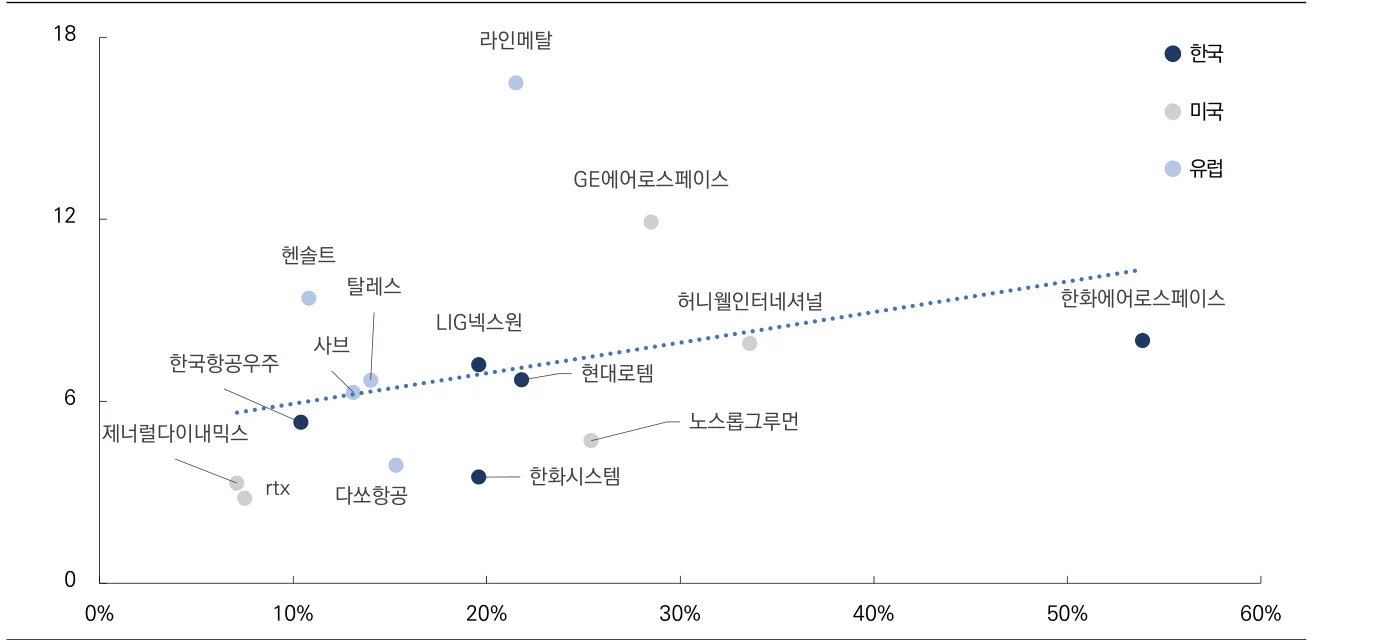 18
라인메탈
한국
미국
유럽
GE에어로스페이스
12
헨솔트
탈레스
허니웰인터네셔널
한화에어로스페이스
LIG넥스원
사브
한국항공우주
현대로템
6
노스롭그루먼
제너럴다이내믹스
rtx
다쏘항공
한화시스템
0
0% 10% 20% 30% 40% 50% 60%